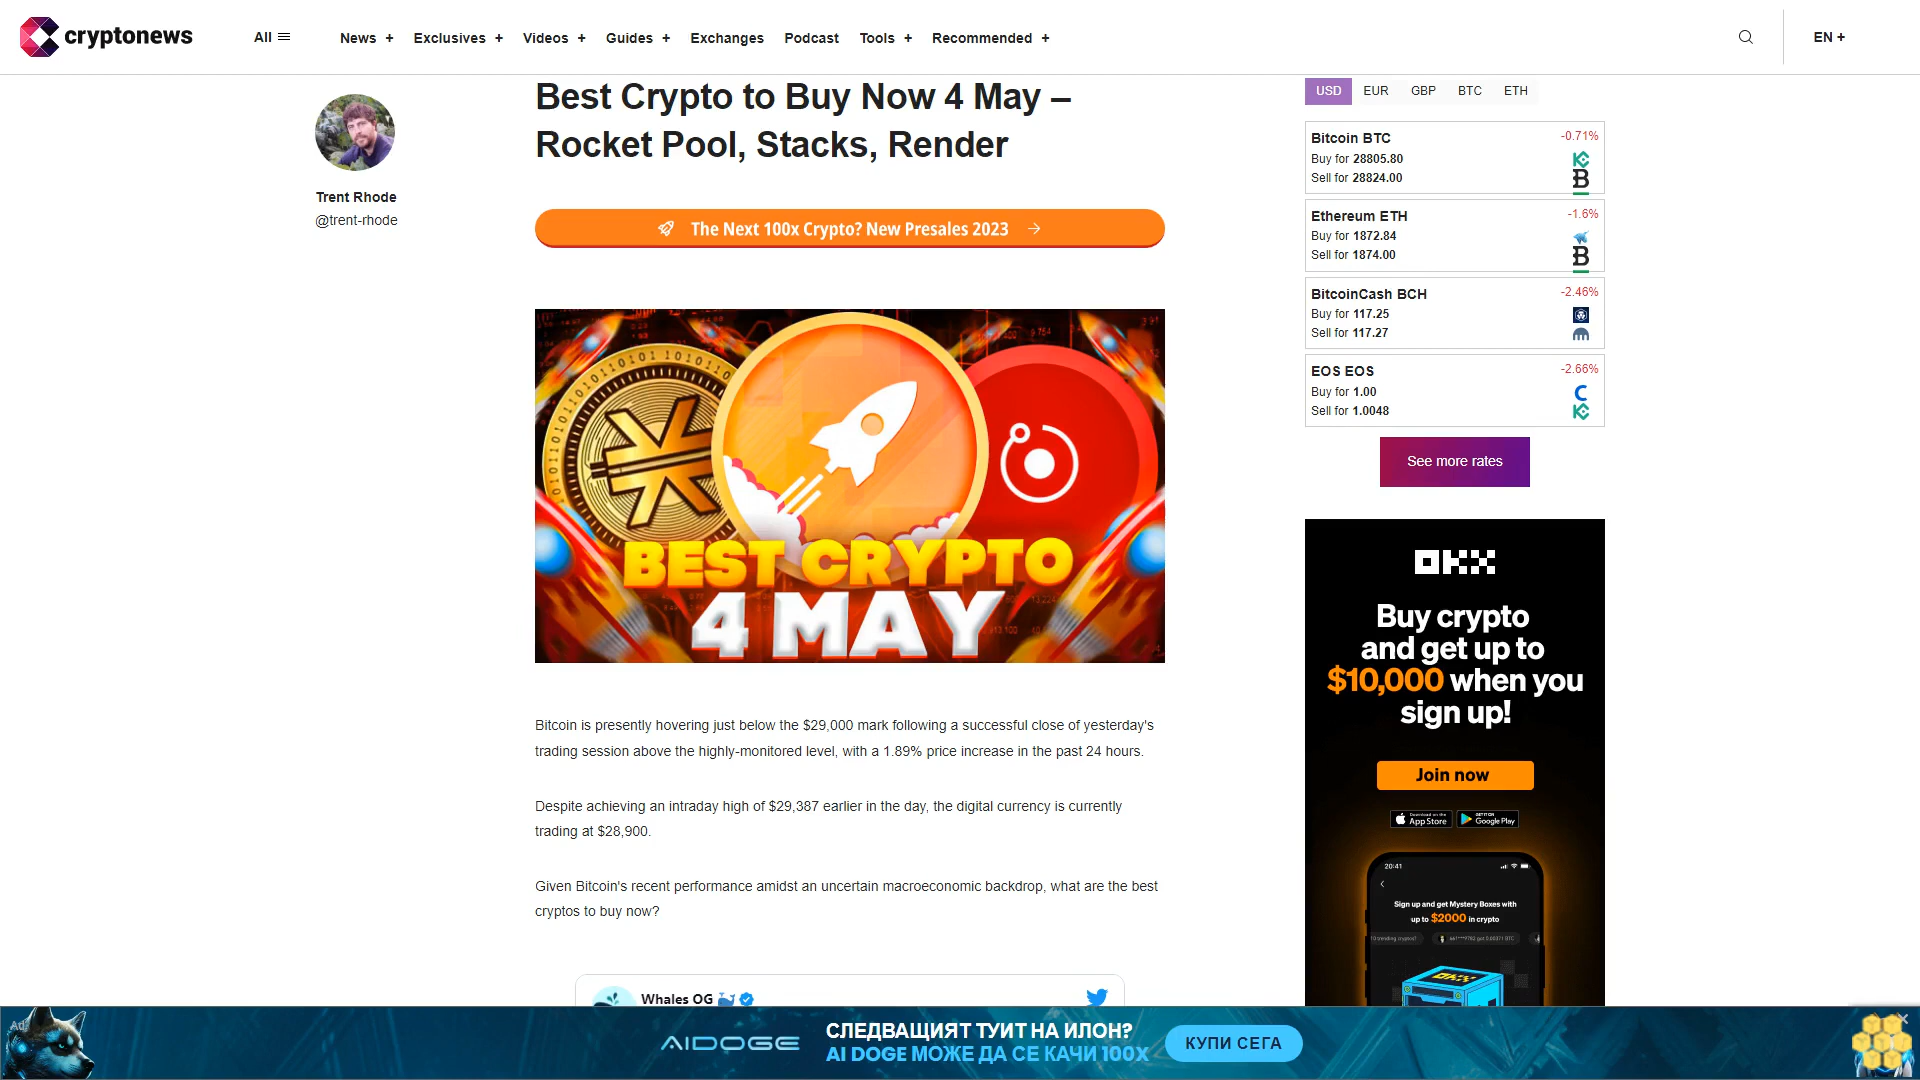 cryptonews
All
News +
Exclusives +
Videos +
Guides +
Exchanges
Podcast
Tools +
Recommended +
EN +
Trent Rhode
@trent-rhode
Best Crypto to Buy Now 4 May –
Rocket Pool, Stacks, Render
The Next 100x Crypto? New Presales 2023
BEST CRYPTO
4 MAY
Bitcoin is presently hovering just below the $29,000 mark following a successful close of yesterday's
trading session above the highly-monitored level, with a 1.89% price increase in the past 24 hours.
Despite achieving an intraday high of $29,387 earlier in the day, the digital currency is currently
trading at $28,900.
Given Bitcoin's recent performance amidst an uncertain macroeconomic backdrop, what are the best
cryptos to buy now?
Whales OG
USD EUR GBP BTC ETH
Bitcoin BTC -0.71%
Buy for 28805.80
Sell for 28824.00
Ethereum ETH -1.6%
Buy for 1872.84
Sell for 1874.00
BitcoinCash BCH -2.46%
Buy for 117.25
Sell for 117.27
EOS EOS -2.66%
Buy for 1.00
Sell for 1.0048
See more rates
OKX
Buy crypto
and get up to
$10,000 when you
sign up!
Join now
Download on the
App Store
GET IT ON
Google Play
20:41
Sign up and get Mystery Boxes with
up to $2000 in crypto
OKX
Ad
AIDOGE
СЛЕДВАЩИЯТ ТУИТ НА ИЛОН?
AI DOGE МОЖЕ ДА СЕ КАЧИ 100X
КУПИ СЕГА